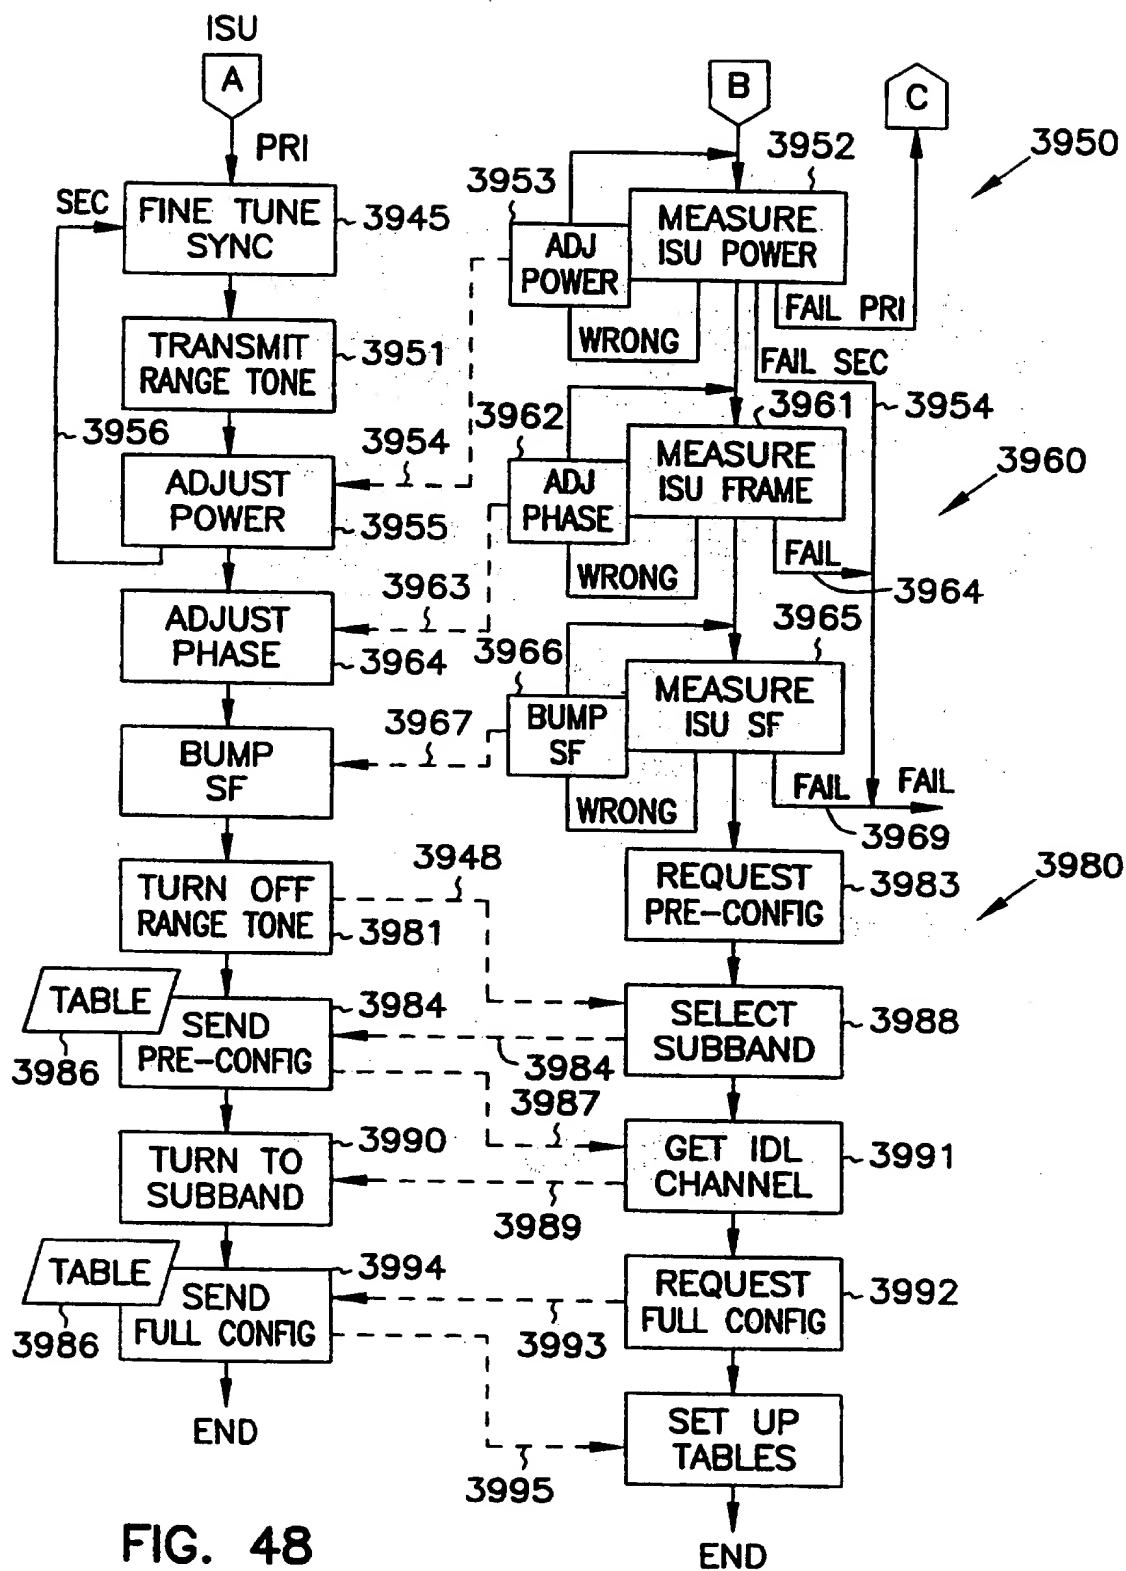 ISU
A
PRI
SEC
FINE TUNE
SYNC
3945
TRANSMIT
RANGE TONE
3951
3956
ADJUST
POWER
3955
3954
ADJUST
PHASE
3964
3963
BUMP
SF
3967
TURN OFF
RANGE TONE
3981
3948
TABLE
3986
SEND
PRE-CONFIG
3984
3984
3987
TURN TO
SUBBAND
3990
3989
TABLE
3986
SEND
FULL CONFIG
3994
3993
3995
END
B
C
3950
3952
3953
MEASURE
ISU POWER
ADJ
POWER
WRONG
FAIL PRI
FAIL SEC
3954
3961
3962
3960
MEASURE
ISU FRAME
ADJ
PHASE
WRONG
FAIL
3964
3965
3966
MEASURE
ISU SF
BUMP
SF
WRONG
FAIL
FAIL
3969
3980
REQUEST
PRE-CONFIG
3983
SELECT
SUBBAND
3988
GET IDL
CHANNEL
3991
REQUEST
FULL CONFIG
3992
SET UP
TABLES
END
FIG. 48